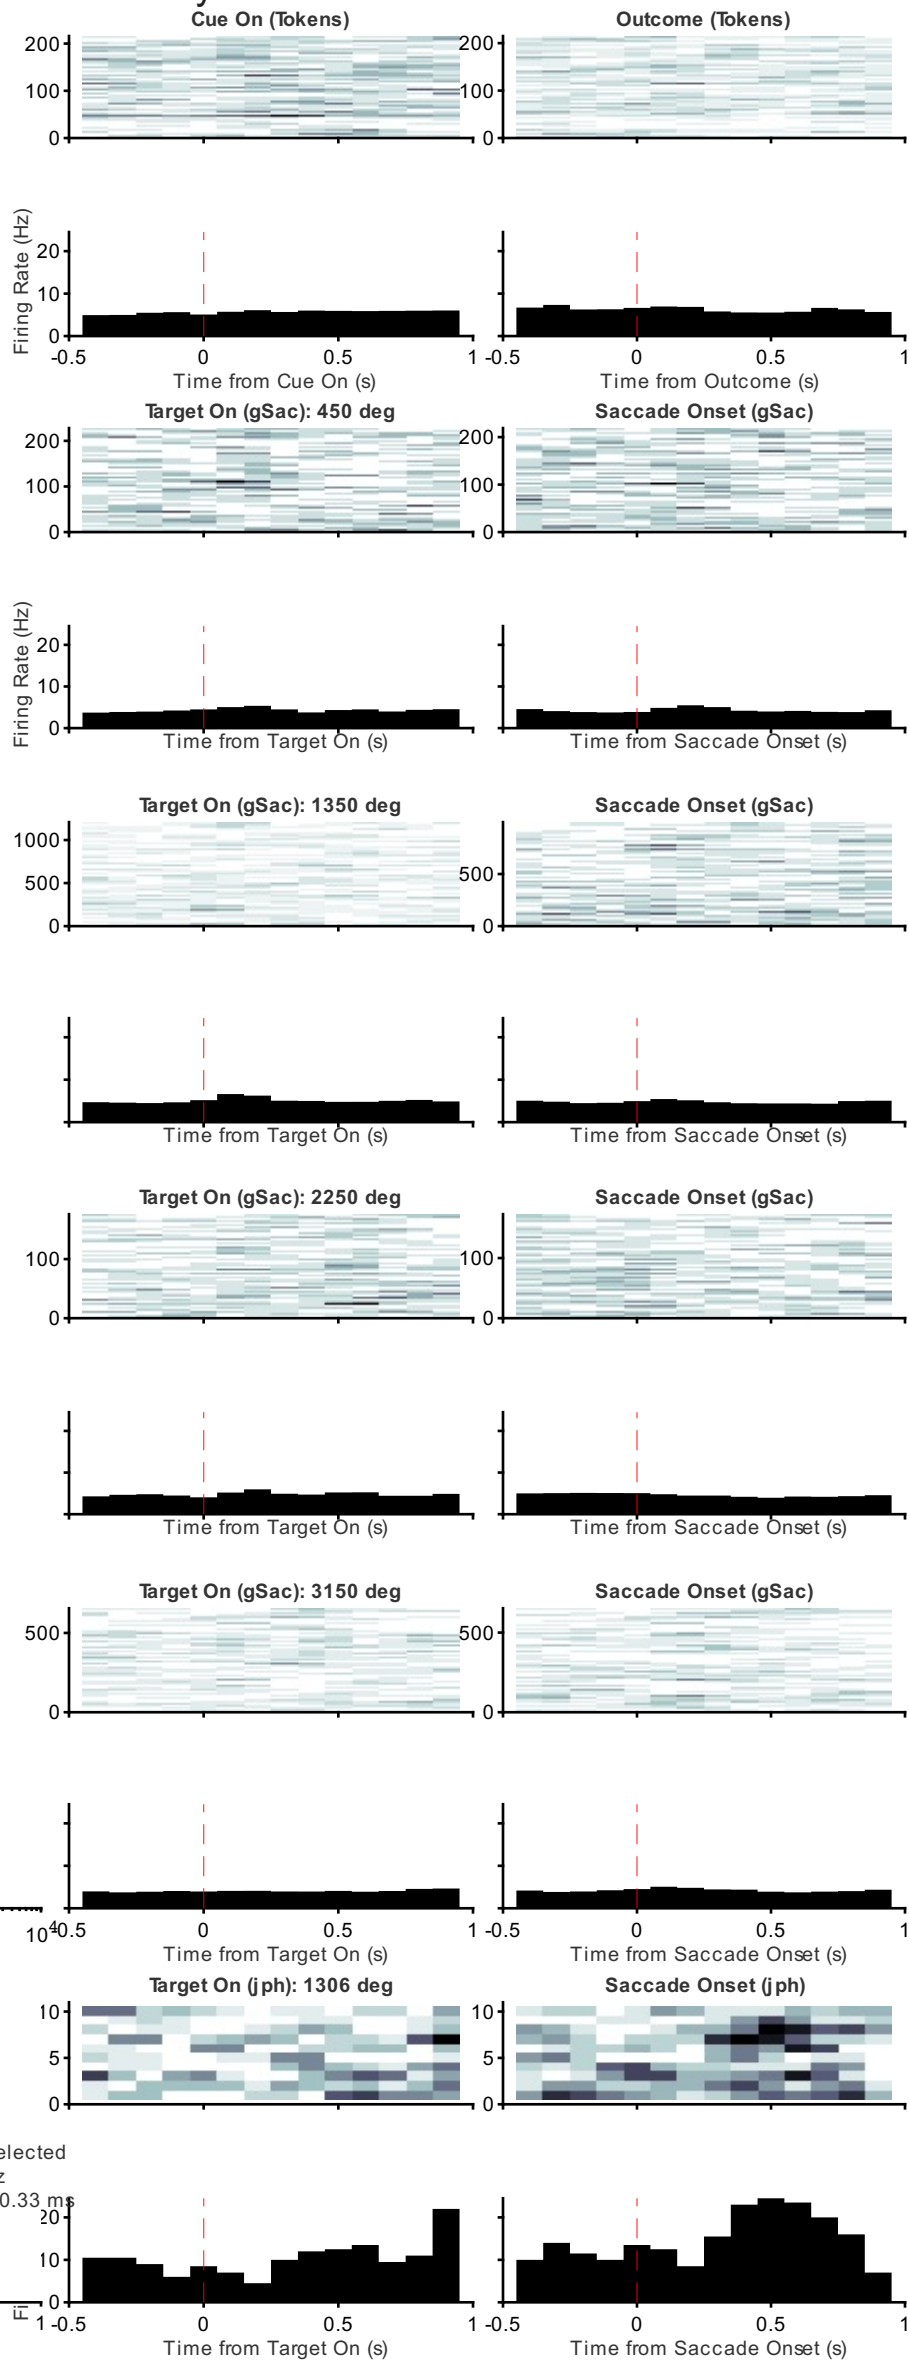 Cue On (Tokens) Outcome (Tokens)
200 200
100 100
0 0
Firing Rate (Hz)
20
10
0
-0.5 0 0.5 1 -0.5 0 0.5 1
Time from Cue On (s) Time from Outcome (s)
Target On (gSac): 450 deg Saccade Onset (gSac)
200 200
100 100
0 0
Firing Rate (Hz)
20
10
0
Time from Target On (s) Time from Saccade Onset (s)
Target On (gSac): 1350 deg Saccade Onset (gSac)
1000
500 500
0 0
Time from Target On (s) Time from Saccade Onset (s)
Target On (gSac): 2250 deg Saccade Onset (gSac)
100 100
0 0
Time from Target On (s) Time from Saccade Onset (s)
Target On (gSac): 3150 deg Saccade Onset (gSac)
500 500
0 0
10⁴ -0.5 0 0.5 1 -0.5 0 0.5 1
Time from Target On (s) Time from Saccade Onset (s)
Target On (jph): 1306 deg Saccade Onset (jph)
10 10
5 5
0 0
elected
z
0.33 ms
20
10
0
Fi
1 -0.5 0 0.5 1 -0.5 0 0.5 1
Time from Target On (s) Time from Saccade Onset (s)